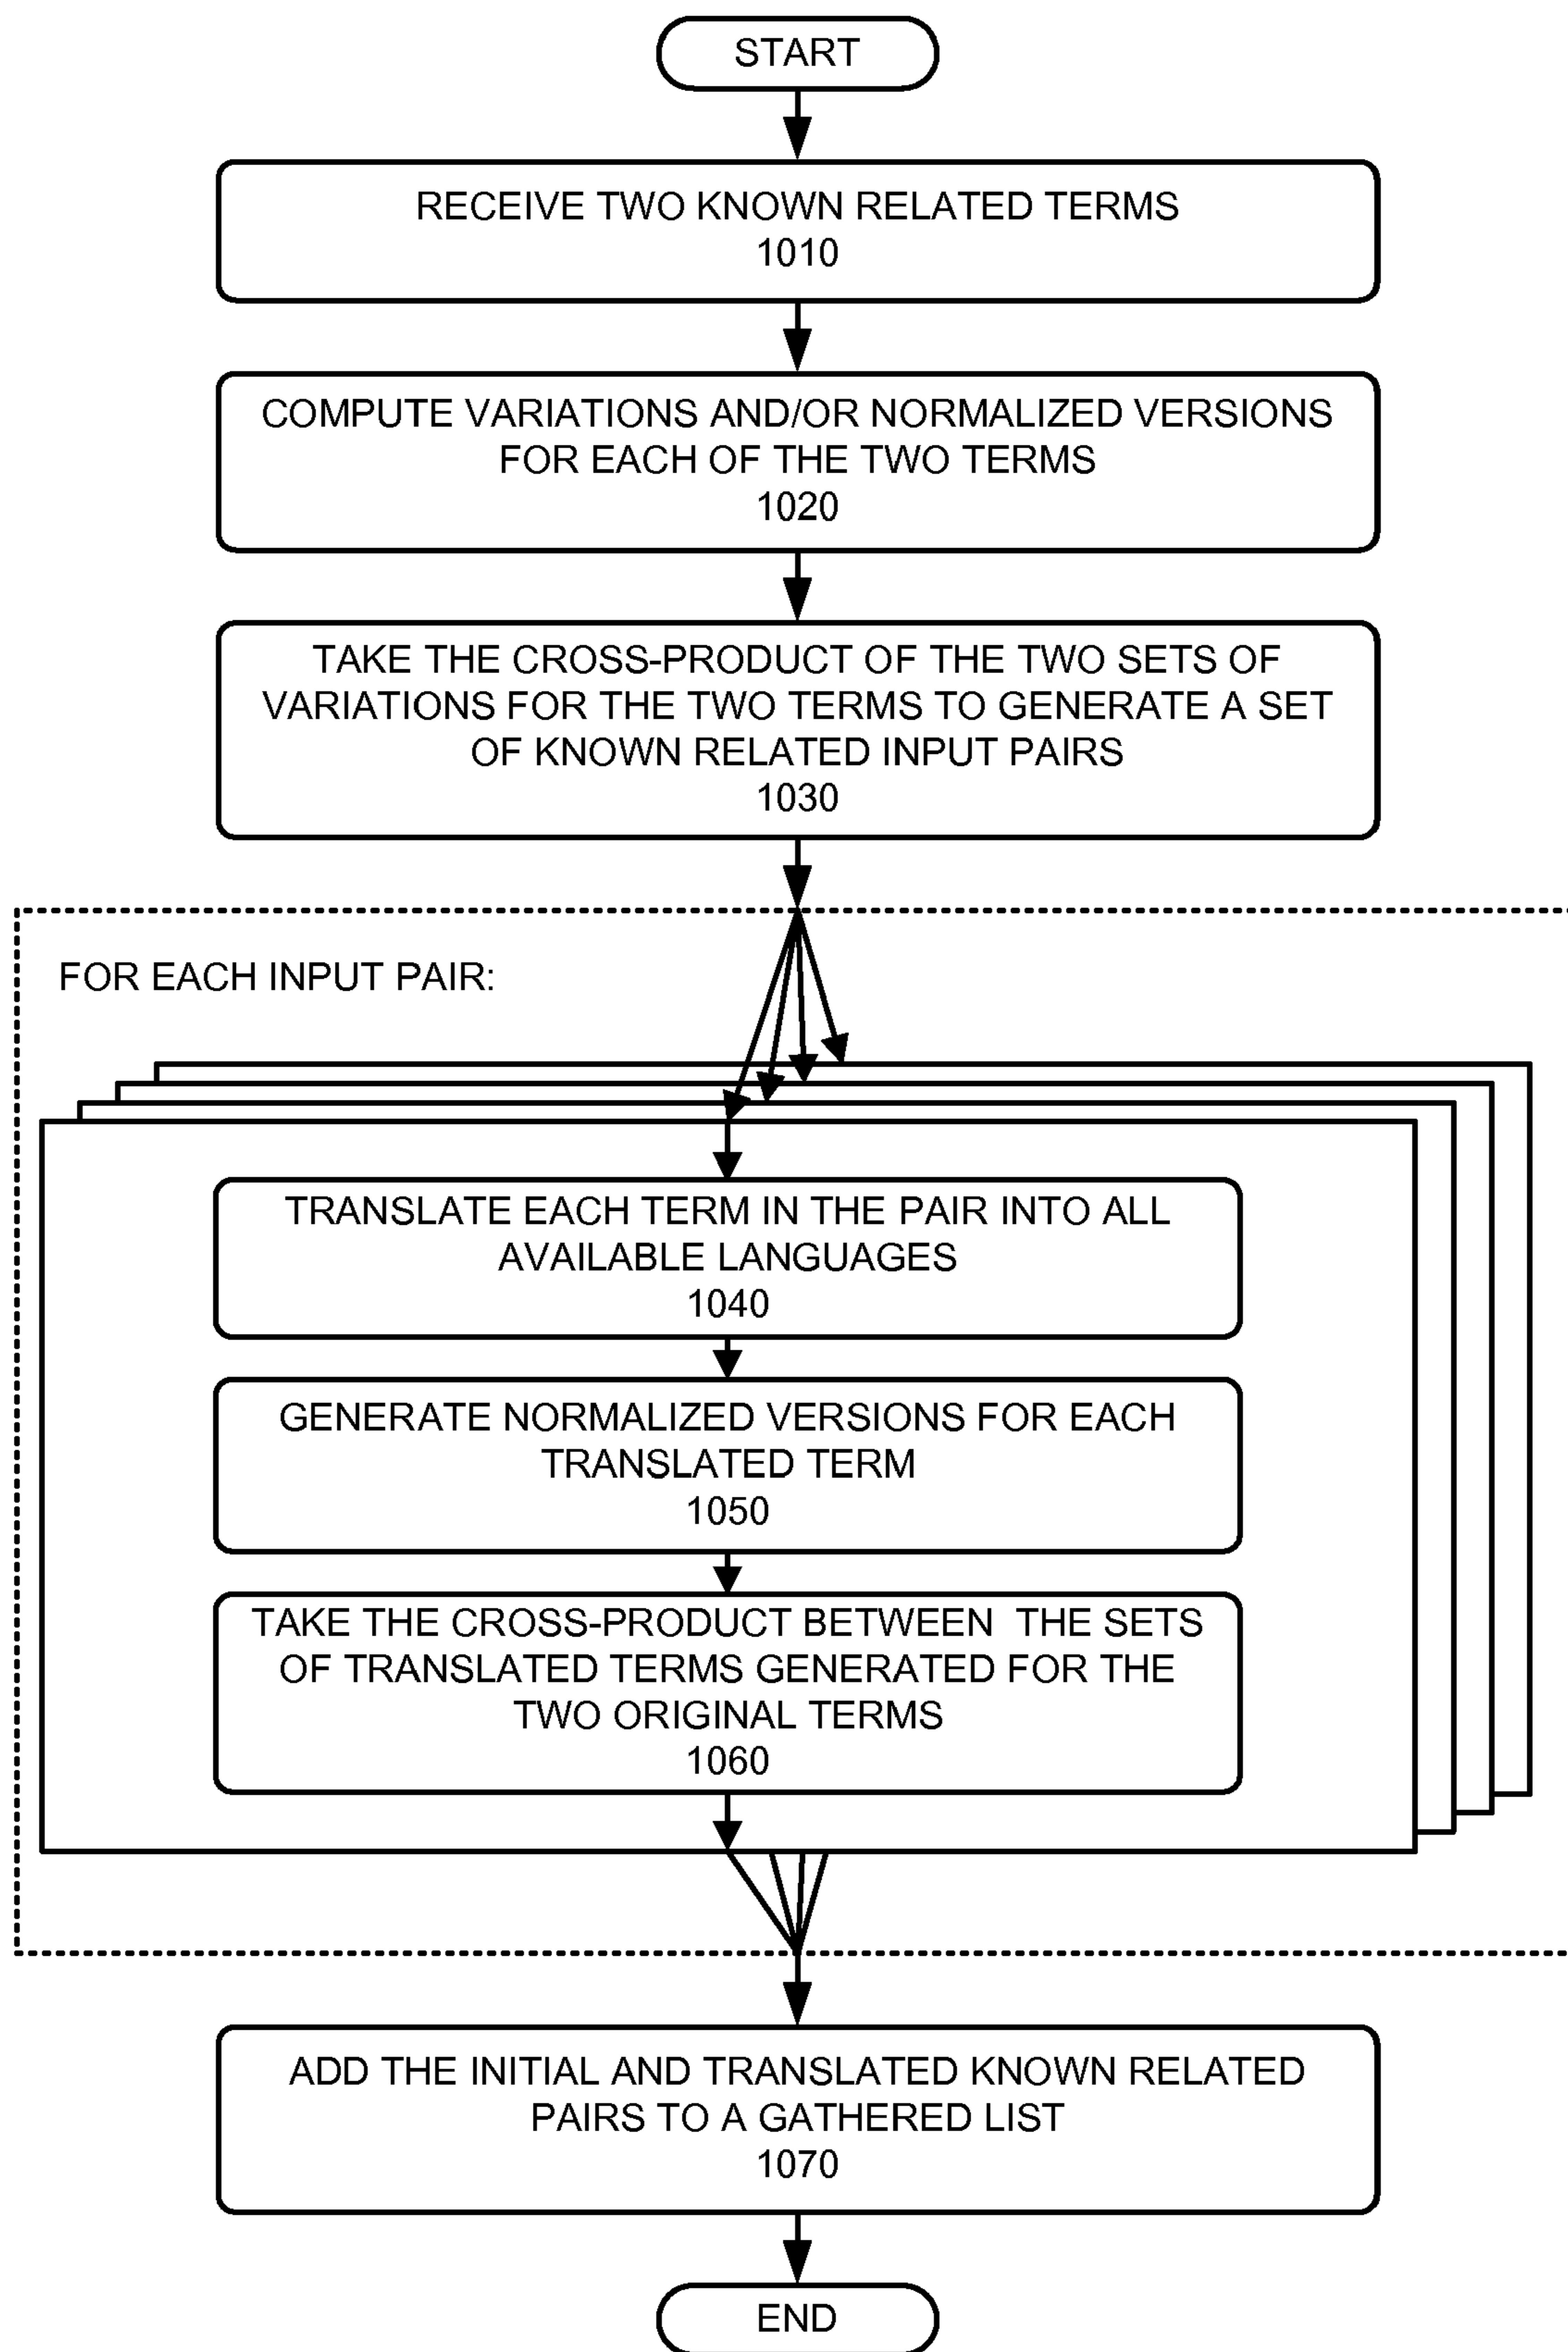 START
RECEIVE TWO KNOWN RELATED TERMS
1010
COMPUTE VARIATIONS AND/OR NORMALIZED VERSIONS
FOR EACH OF THE TWO TERMS
1020
TAKE THE CROSS-PRODUCT OF THE TWO SETS OF
VARIATIONS FOR THE TWO TERMS TO GENERATE A SET
OF KNOWN RELATED INPUT PAIRS
1030
FOR EACH INPUT PAIR:
TRANSLATE EACH TERM IN THE PAIR INTO ALL
AVAILABLE LANGUAGES
1040
GENERATE NORMALIZED VERSIONS FOR EACH
TRANSLATED TERM
1050
TAKE THE CROSS-PRODUCT BETWEEN THE SETS
OF TRANSLATED TERMS GENERATED FOR THE
TWO ORIGINAL TERMS
1060
ADD THE INITIAL AND TRANSLATED KNOWN RELATED
PAIRS TO A GATHERED LIST
1070
END